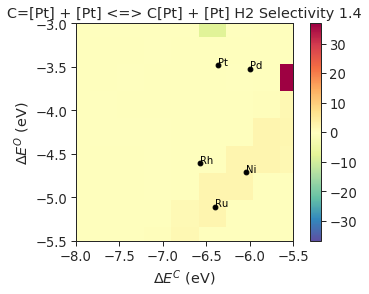 C=[Pt] + [Pt] <=> C[Pt] + [Pt] H2 Selectivity 1.4
−3.0
−3.5
−4.0
−4.5
−5.0
−5.5
ΔE^O (eV)
Pt
Pd
Rh
Ni
Ru
−8.0 −7.5 −7.0 −6.5 −6.0 −5.5
ΔE^C (eV)
30
20
10
0
−10
−20
−30